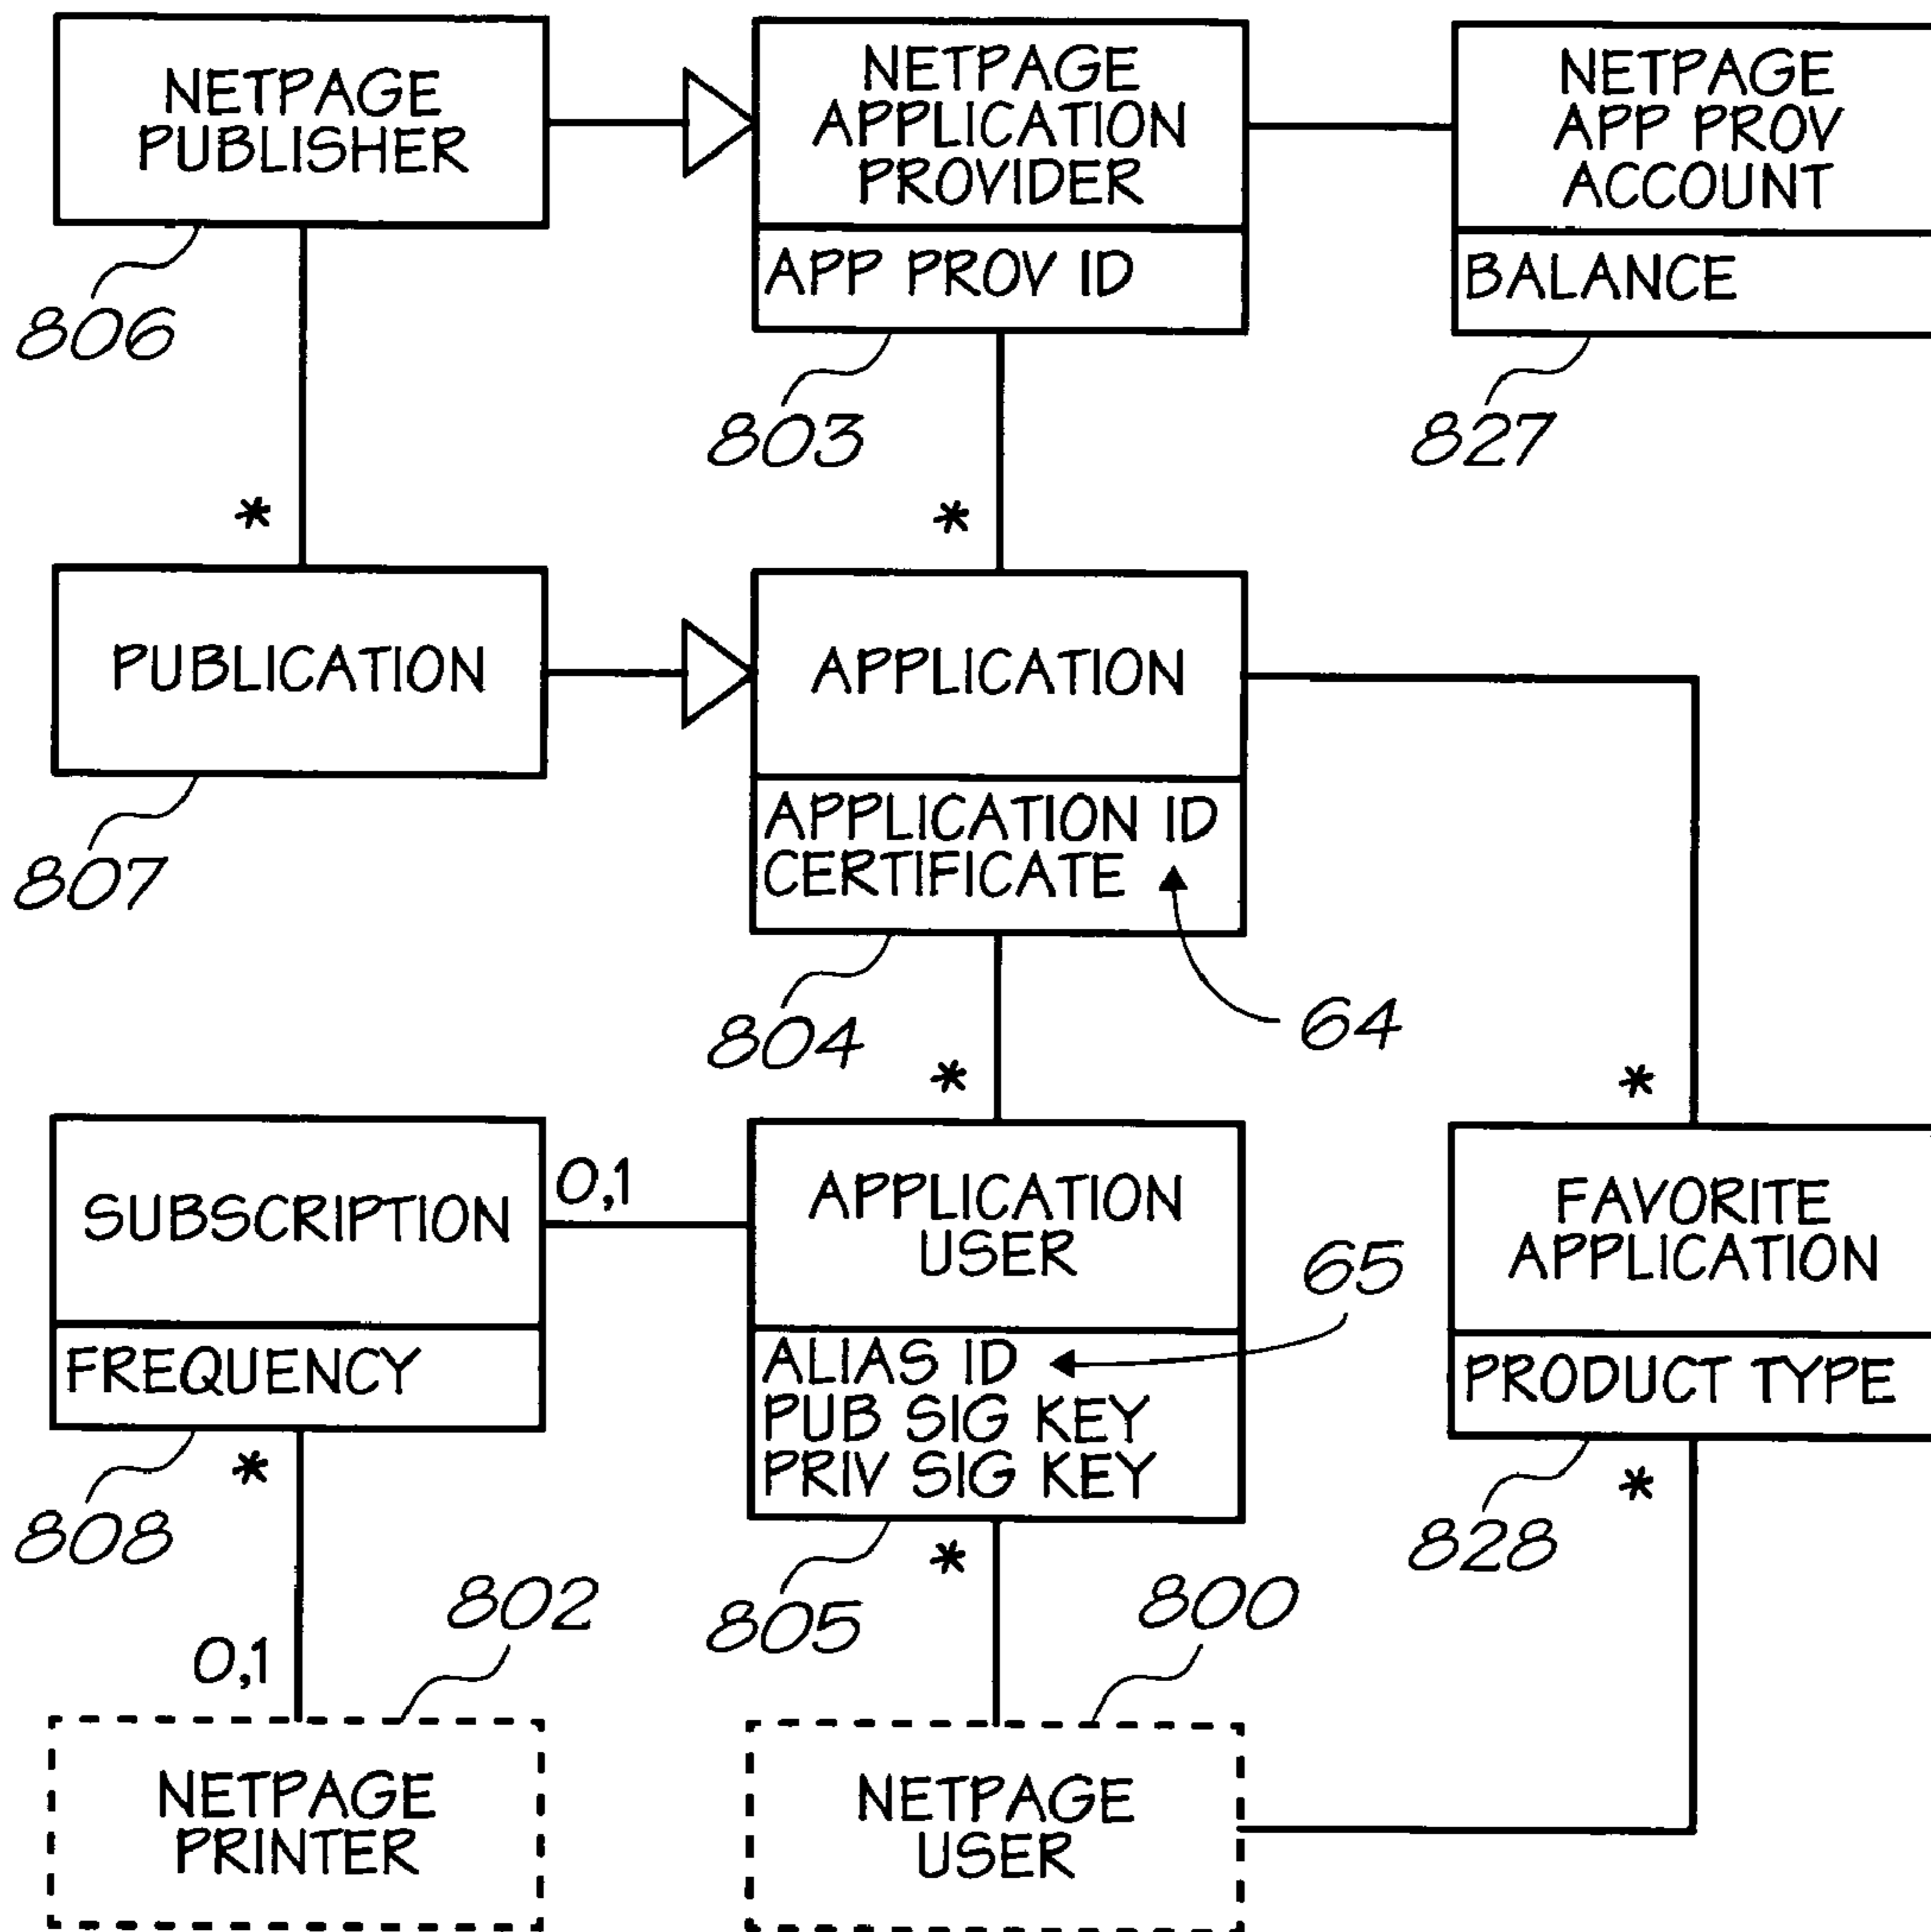 NETPAGE
PUBLISHER
NETPAGE
APPLICATION
PROVIDER
APP PROV ID
NETPAGE
APP PROV
ACCOUNT
BALANCE
806
803
827
*
*
PUBLICATION
APPLICATION
APPLICATION ID
CERTIFICATE
807
804
64
*
*
SUBSCRIPTION
FREQUENCY
0,1
APPLICATION
USER
ALIAS ID
PUB SIG KEY
PRIV SIG KEY
65
FAVORITE
APPLICATION
PRODUCT TYPE
808
*
802
805
*
800
828
*
0,1
NETPAGE
PRINTER
NETPAGE
USER